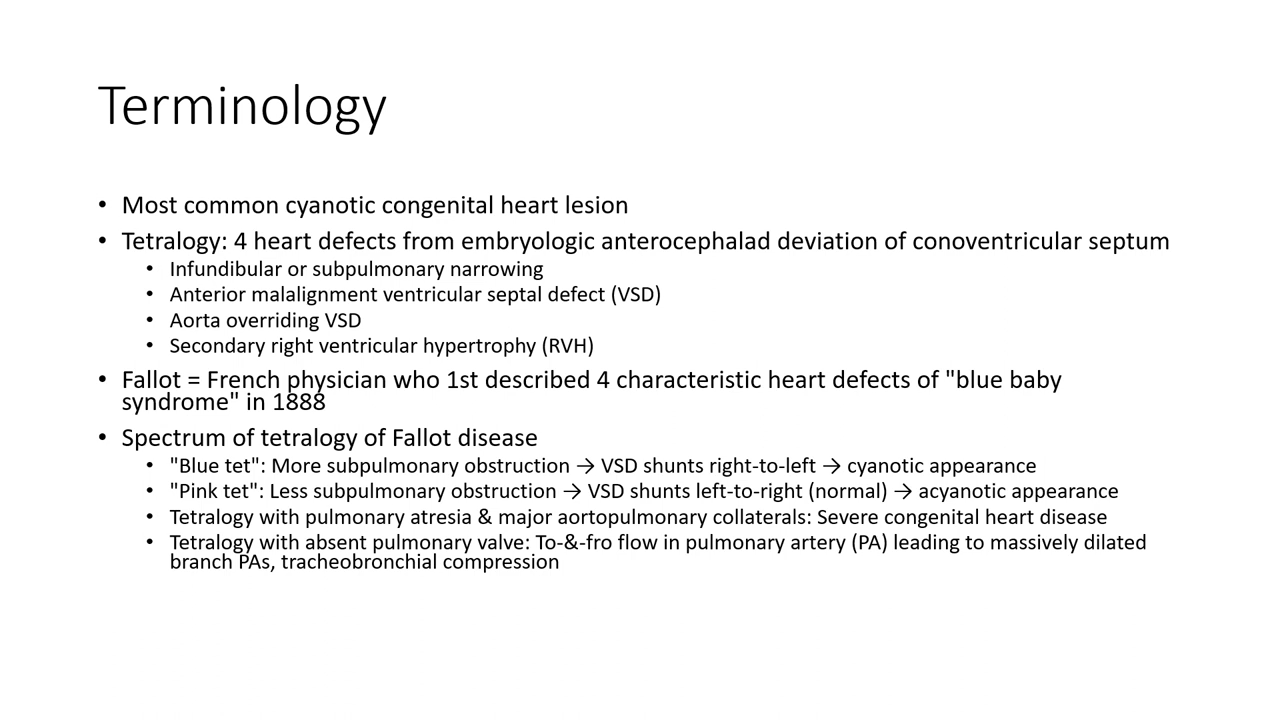 Terminology
• Most common cyanotic congenital heart lesion
• Tetralogy: 4 heart defects from embryologic anterocephalad deviation of conoventricular septum
• Infundibular or subpulmonary narrowing
• Anterior malalignment ventricular septal defect (VSD)
• Aorta overriding VSD
• Secondary right ventricular hypertrophy (RVH)
• Fallot = French physician who 1st described 4 characteristic heart defects of "blue baby
syndrome" in 1888
• Spectrum of tetralogy of Fallot disease
• "Blue tet": More subpulmonary obstruction → VSD shunts right-to-left → cyanotic appearance
• "Pink tet": Less subpulmonary obstruction → VSD shunts left-to-right (normal) → acyanotic appearance
• Tetralogy with pulmonary atresia & major aortopulmonary collaterals: Severe congenital heart disease
• Tetralogy with absent pulmonary valve: To-&-fro flow in pulmonary artery (PA) leading to massively dilated
branch PAs, tracheobronchial compression